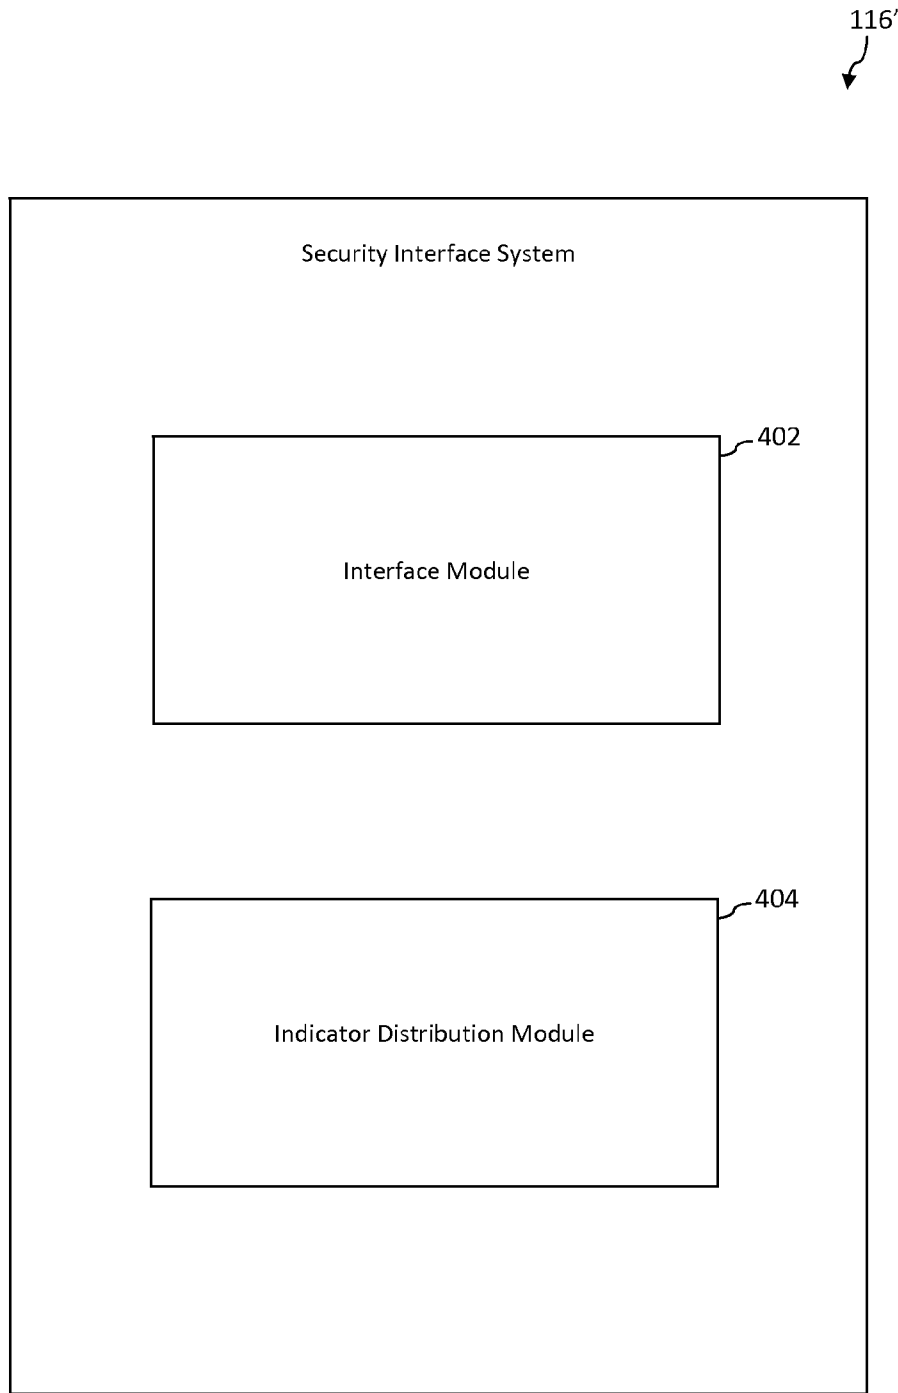 116’
Security Interface System
402
Interface Module
404
Indicator Distribution Module